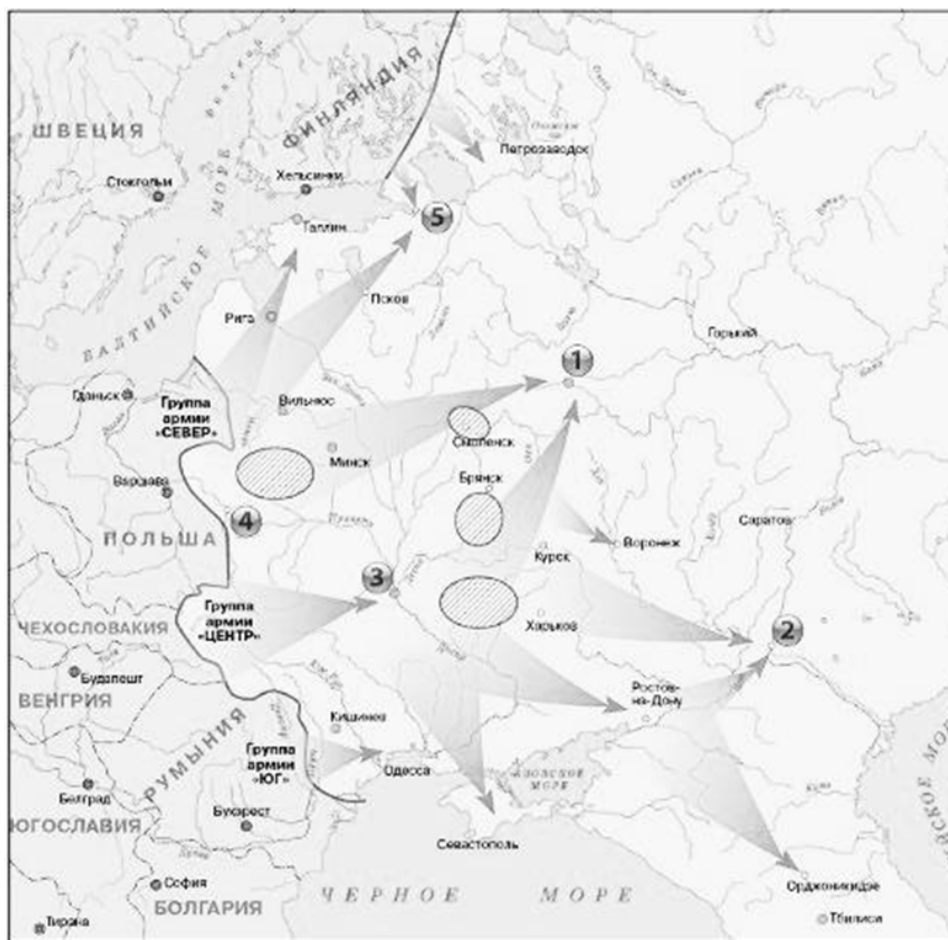 ШВЕЦИЯ
ФИНЛЯНДИЯ
Петрозаводск
Стокгольм
Хельсинки
5
Таллин
БАЛТИЙСКОЕ МОРЕ
Псков
Рига
Горький
1
Гданьск
Группа
армии
«СЕВЕР»
Вильнюс
Смоленск
Минск
Брянск
Варшава
4
Саратов
ПОЛЬША
Воронеж
Курск
3
ЧЕХОСЛОВАКИЯ
Группа
армии
«ЦЕНТР»
Харьков
2
Будапешт
ВЕНГРИЯ
Ростов-
на-Дону
РУМЫНИЯ
Кишинев
Группа
армии
«ЮГ»
Одесса
АЗОВСКОЕ
МОРЕ
Белград
ЮГОСЛАВИЯ
Бухарест
Севастополь
София
ЧЕРНОЕ МОРЕ
Орджоникидзе
БОЛГАРИЯ
Тирана
Тбилиси